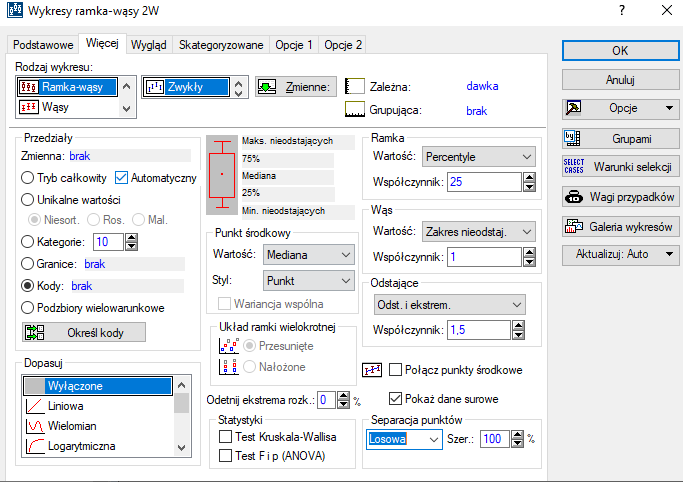 Wykresy ramka-wąsy 2W
Podstawowe Więcej Wygląd Skategoryzowane Opcje 1 Opcje 2
Rodzaj wykresu:
Ramka-wąsy
Wąsy
Zwykły
Zmienne:
Zależna: dawka
Grupująca: brak
Przedziały
Zmienna: brak
Tryb całkowity Automatyczny
Unikalne wartości
Niesort. Ros. Mal.
Kategorie: 10
Granice: brak
Kody: brak
Podzbiory wielowarunkowe
Określ kody
Dopasuj
Wyłączone
Liniowa
Wielomian
Logarytmiczna
Maks. nieodstających
75%
Mediana
25%
Min. nieodstających
Punkt środkowy
Wartość: Mediana
Styl: Punkt
Wariancja wspólna
Układ ramki wielokrotnej
Przesunięte
Nałożone
Odetnij ekstrema rozk.: 0 %
Statystyki
Test Kruskala-Wallisa
Test F i p (ANOVA)
Ramka
Wartość: Percentyle
Współczynnik: 25
Wąs
Wartość: Zakres nieodstaj.
Współczynnik: 1
Odstające
Odst. i ekstrem.
Współczynnik: 1,5
Połącz punkty środkowe
Pokaż dane surowe
Separacja punktów
Losowa Szer.: 100 %
OK
Anuluj
Opcje
by
Grupami
SELECT
CASES
Warunki selekcji
Wagi przypadków
Galeria wykresów
Aktualizuj: Auto